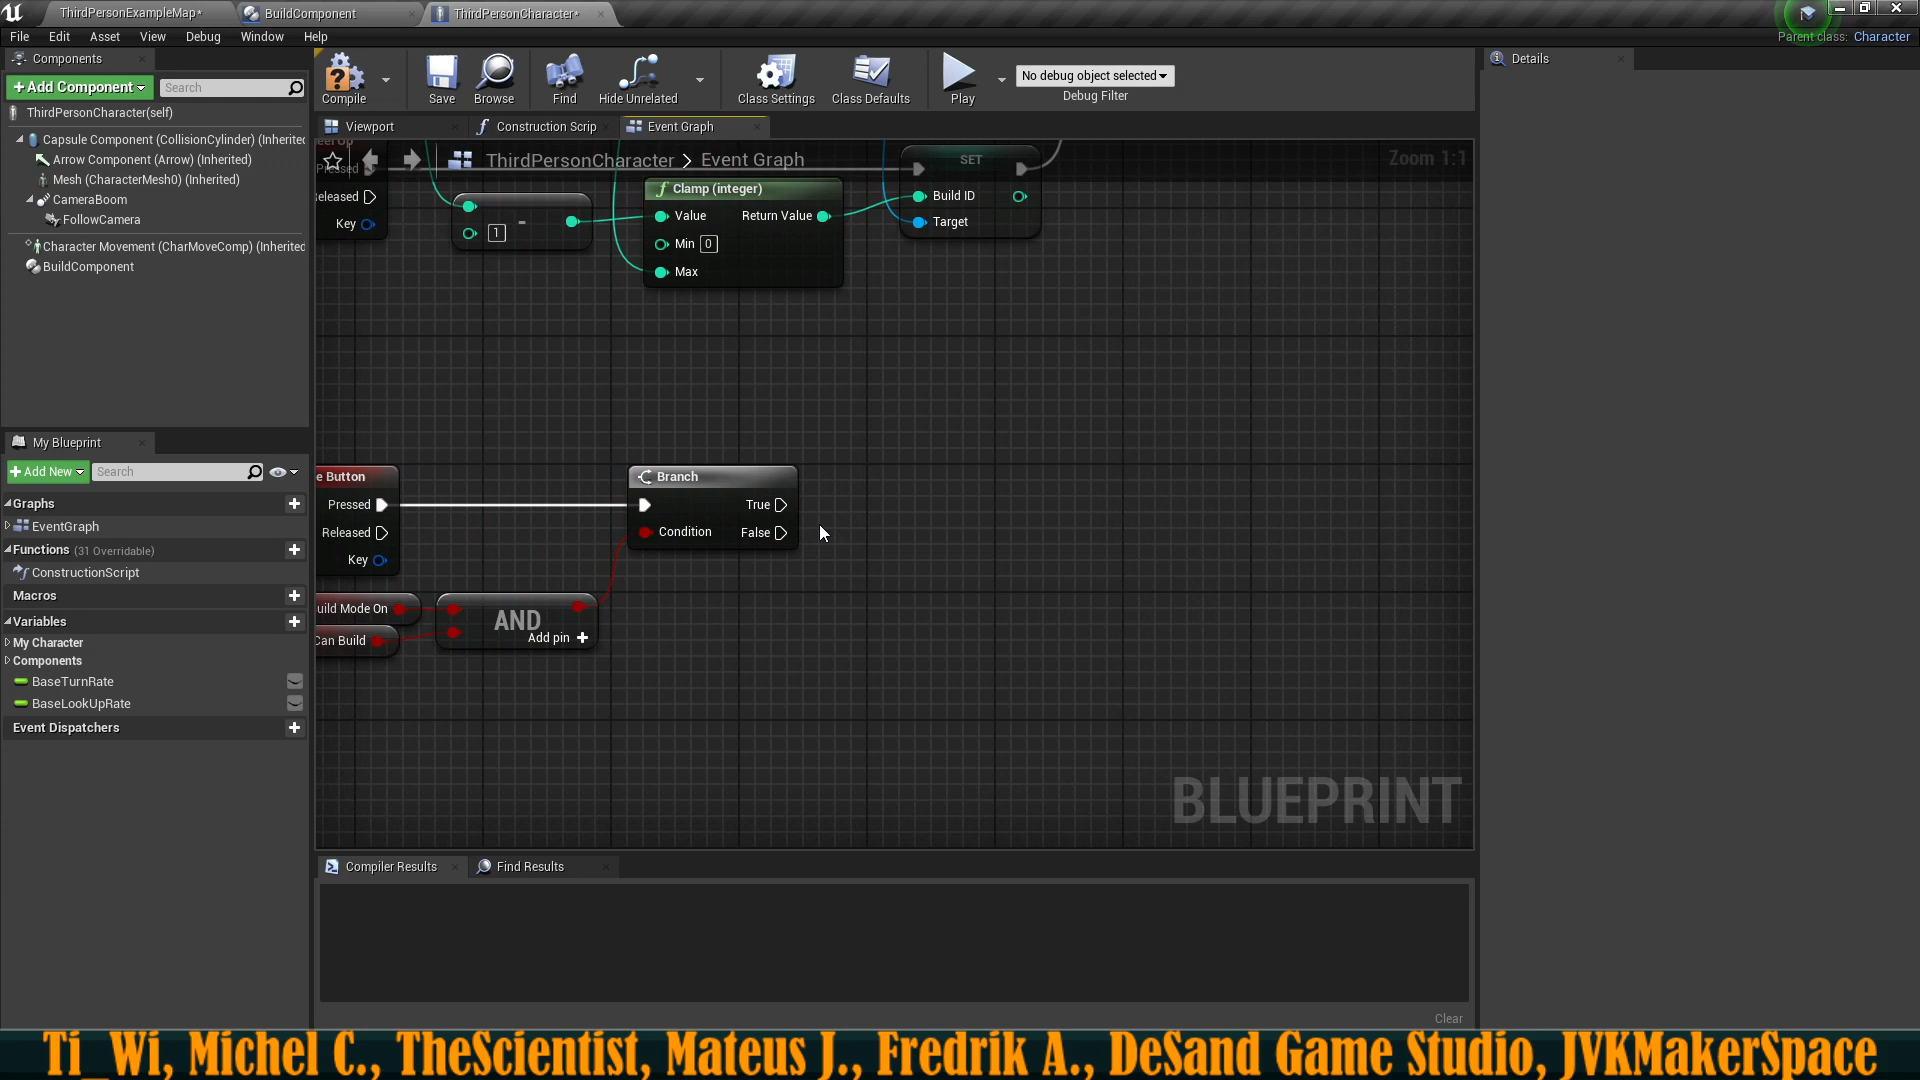 ThirdPersonExampleMap*
BuildComponent
ThirdPersonCharacter*
File Edit Asset View Debug Window Help
Parent class: Character
Components
+Add Component
Search
ThirdPersonCharacter(self)
Capsule Component (CollisionCylinder) (Inherited
Arrow Component (Arrow) (Inherited)
Mesh (CharacterMesh0) (Inherited)
CameraBoom
FollowCamera
Character Movement (CharMoveComp) (Inherited
BuildComponent
My Blueprint
+Add New
Search
Graphs
EventGraph
Functions (31 Overridable)
ConstructionScript
Macros
Variables
My Character
Components
BaseTurnRate
BaseLookUpRate
Event Dispatchers
Compile
Save
Browse
Find
Hide Unrelated
Class Settings
Class Defaults
Play
No debug object selected
Debug Filter
Viewport
Construction Scrip
Event Graph
ThirdPersonCharacter > Event Graph
Zoom 1:1
Pressed
eleased
Key
1
-
Clamp (integer)
Value
Return Value
Min 0
Max
SET
Build ID
Target
e Button
Pressed
Released
Key
Branch
True
Condition
False
uild Mode On
Can Build
AND
Add pin +
BLUEPRINT
Compiler Results
Find Results
Clear
Details
Ti_Wi, Michel C., TheScientist, Mateus J., Fredrik A., DeSand Game Studio, JVKMakerSpace